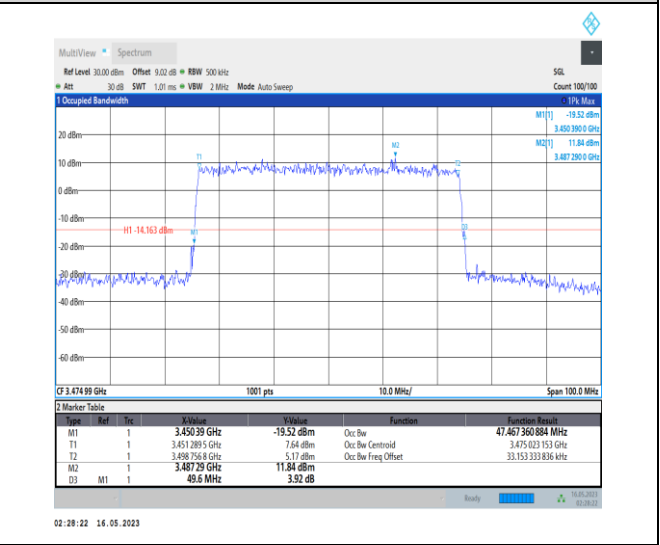 MultiView Spectrum
Ref Level 30.00 dBm Offset 9.02 dB RBW 500 kHz SGL
Att 30 dB SWT 1.01 ms VBW 2 MHz Mode Auto Sweep Count 100/100
1 Occupied Bandwidth 1Pk Max
M1[1] -19.52 dBm
3.450 390 0 GHz
M2[1] 11.84 dBm
3.487 290 0 GHz
20 dBm
M2
T1
T2
10 dBm
0 dBm
-10 dBm
H1 -14.163 dBm
M1
D3
-20 dBm
-30 dBm
-40 dBm
-50 dBm
-60 dBm
CF 3.474 99 GHz 1001 pts 10.0 MHz/ Span 100.0 MHz
2 Marker Table
Type Ref Trc X-Value Y-Value Function Function Result
M1 1 3.45039 GHz -19.52 dBm Occ Bw 47.467 360 884 MHz
T1 1 3.451 289 5 GHz 7.64 dBm Occ Bw Centroid 3.475 023 153 GHz
T2 1 3.498 756 8 GHz 5.17 dBm Occ Bw Freq Offset 33.153 333 836 kHz
M2 1 3.487 29 GHz 11.84 dBm
D3 M1 1 49.6 MHz 3.92 dB
Ready 16.05.2023
02:28:22
02:28:22 16.05.2023